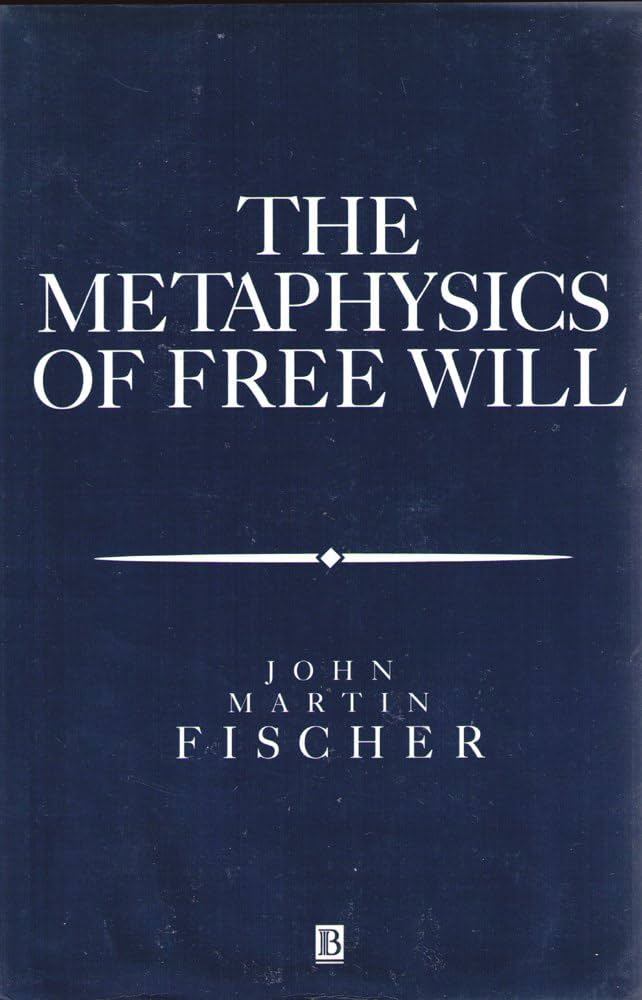 THE
METAPHYSICS
OF FREE WILL
JOHN
MARTIN
FISCHER
B